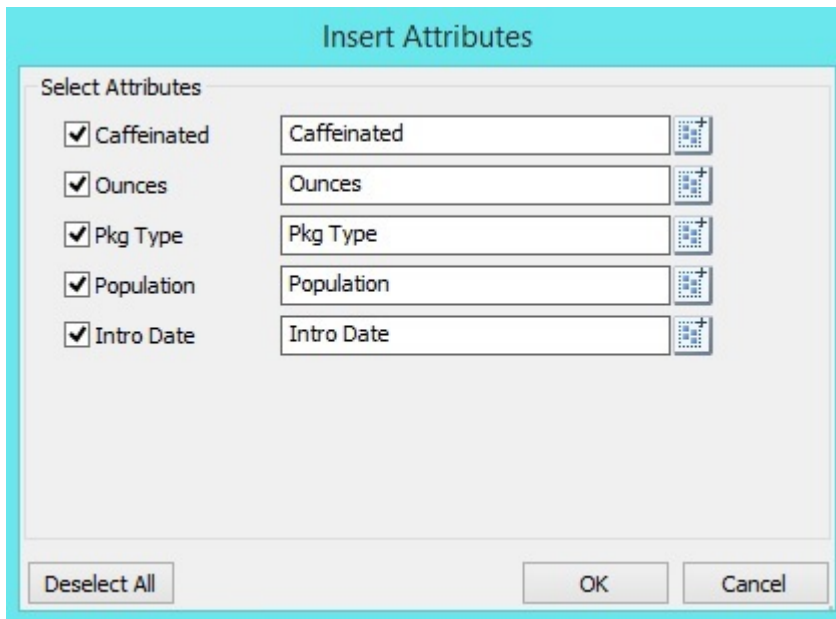 Insert Attributes
Select Attributes
Caffeinated Caffeinated
Ounces Ounces
Pkg Type Pkg Type
Population Population
Intro Date Intro Date
Deselect All OK Cancel